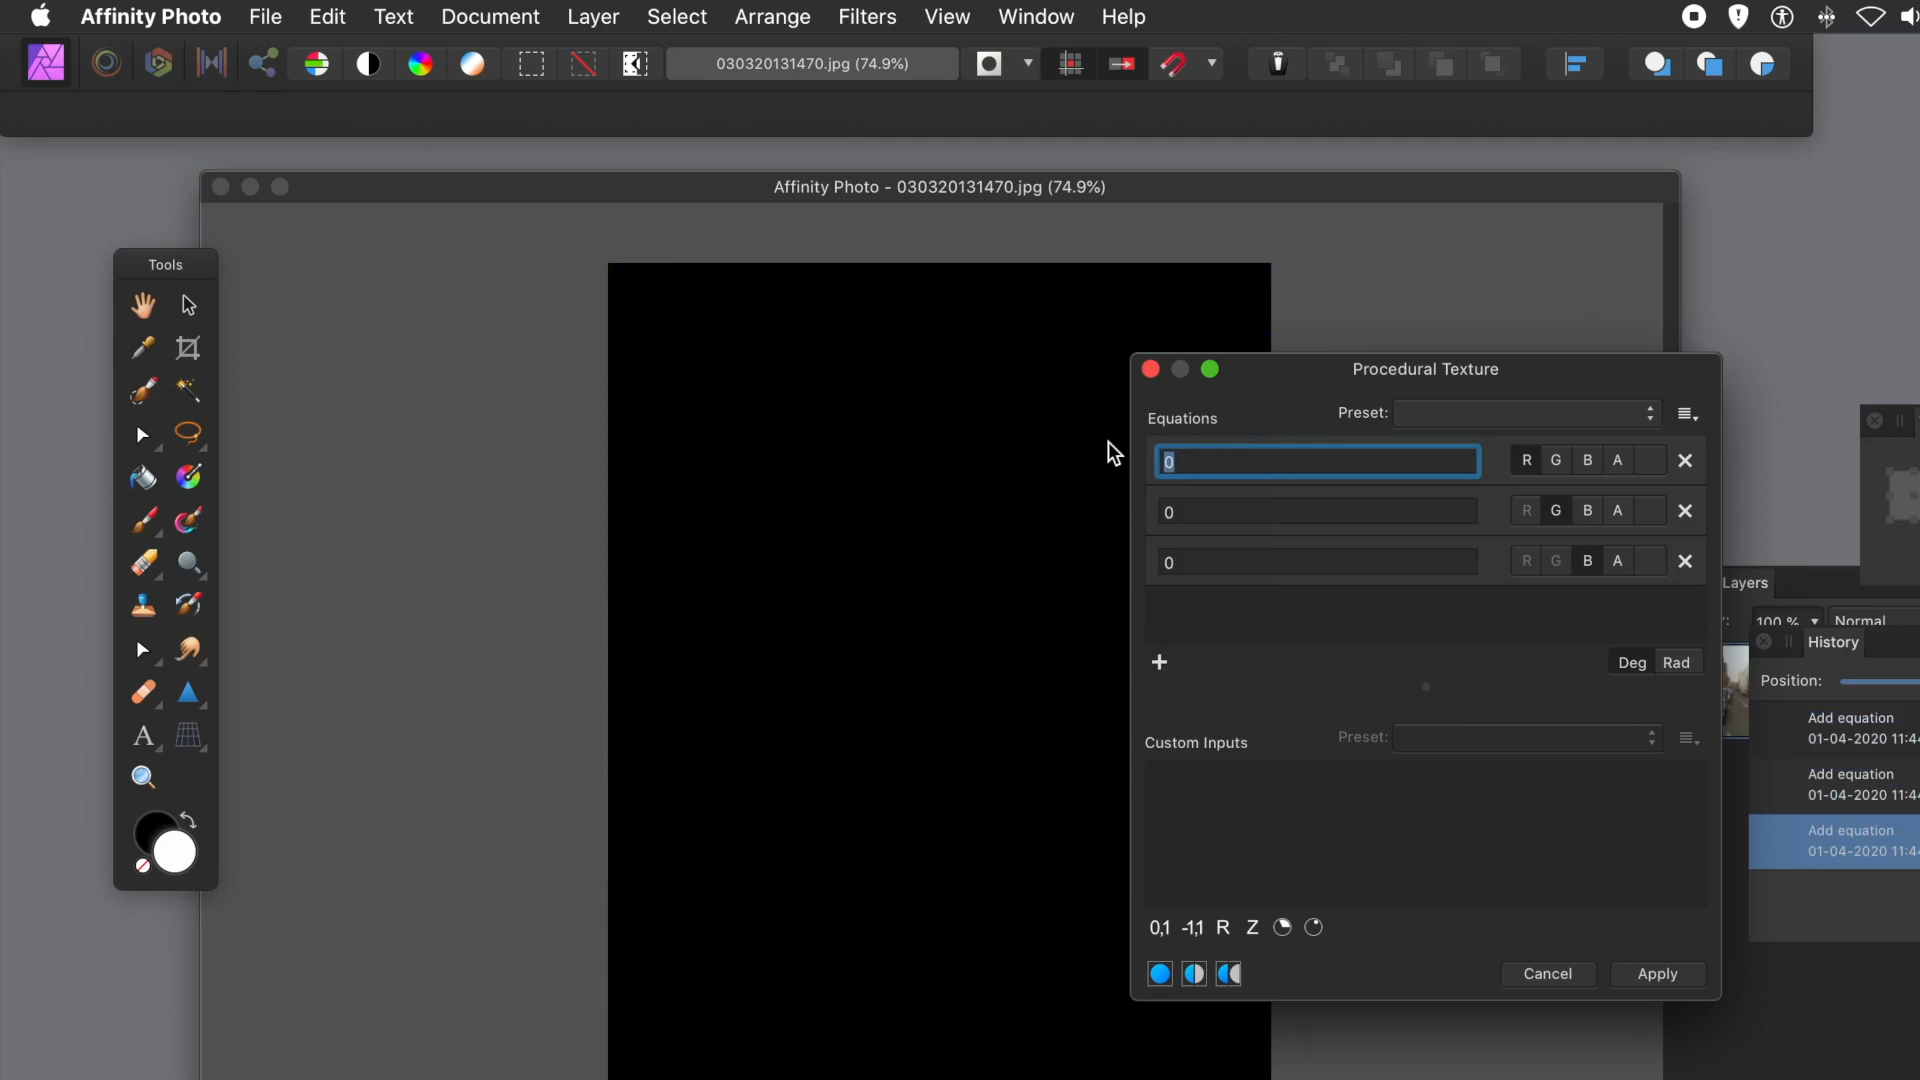 Affinity Photo File Edit Text Document Layer Select Arrange Filters View Window Help
030320131470.jpg (74.9%)
Affinity Photo - 030320131470.jpg (74.9%)
Tools
Procedural Texture
Equations Preset:
0 R G B A
0 R G B A
0 R G B A
Deg Rad
Custom Inputs Preset:
0,1 -1,1 R Z
Cancel Apply
Layers
100 % Normal
History
Position:
Add equation
01-04-2020 11:44
Add equation
01-04-2020 11:44
Add equation
01-04-2020 11:44